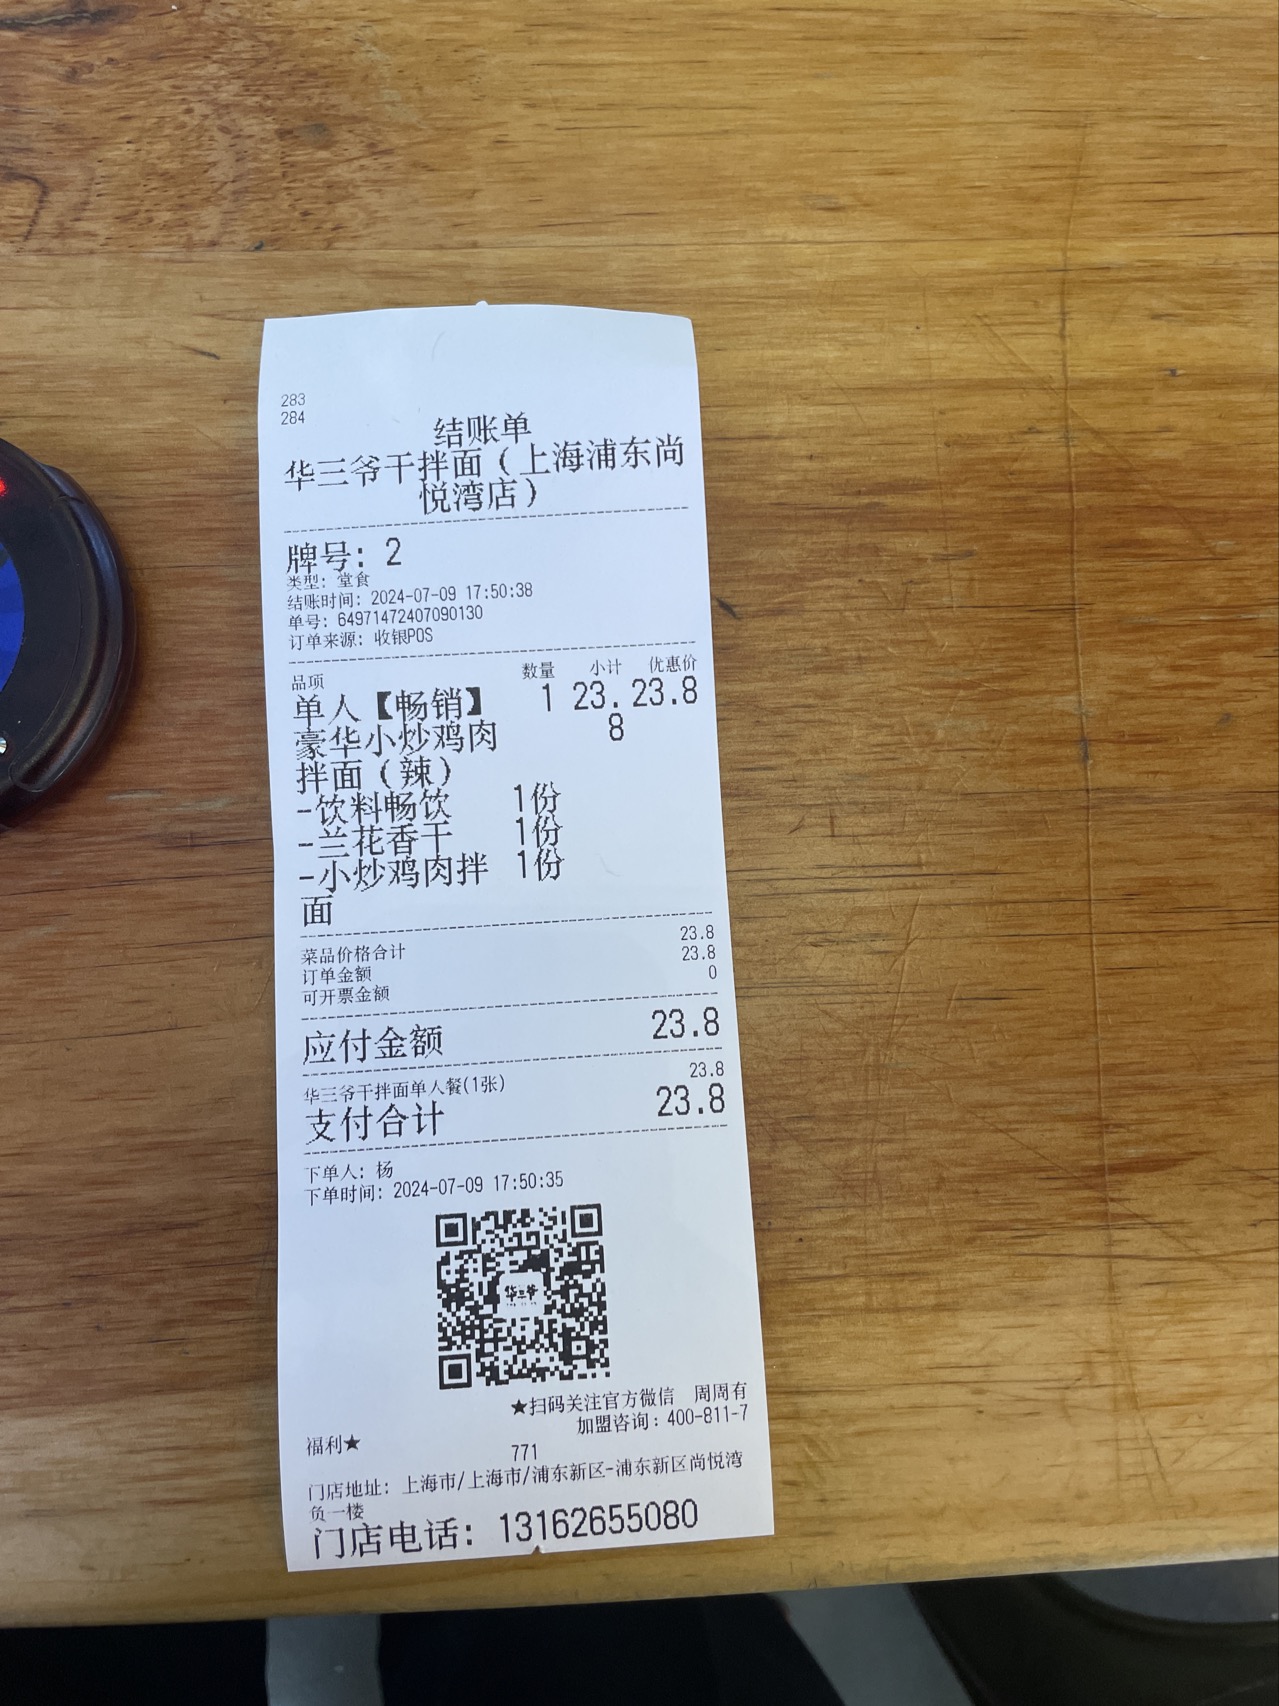 283
284
结账单
华三爷干拌面（上海浦东尚
悦湾店）
牌号: 2
类型: 堂食
结账时间: 2024-07-09 17:50:38
单号: 64971472407090130
订单来源: 收银POS
品项 数量 小计 优惠价
单人【畅销】 1 23. 23.8
豪华小炒鸡肉 8
拌面（辣）
-饮料畅饮 1份
-兰花香干 1份
-小炒鸡肉拌 1份
面
菜品价格合计 23.8
订单金额 23.8
可开票金额 0
应付金额 23.8
华三爷干拌面单人餐(1张) 23.8
支付合计 23.8
下单人: 杨
下单时间: 2024-07-09 17:50:35
华三爷
★扫码关注官方微信 周周有
加盟咨询: 400-811-7
福利★ 771
门店地址: 上海市/上海市/浦东新区-浦东新区尚悦湾
负一楼
门店电话: 13162655080